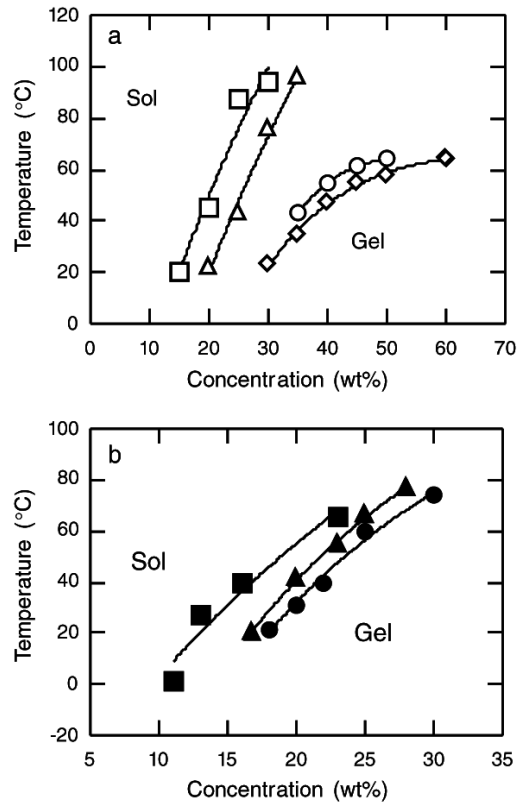 a
120
100
80
60
40
20
0
Temperature (°C)
Sol
Gel
0 10 20 30 40 50 60 70
Concentration (wt%)
b
100
80
60
40
20
0
-20
Temperature (°C)
Sol
Gel
5 10 15 20 25 30 35
Concentration (wt%)